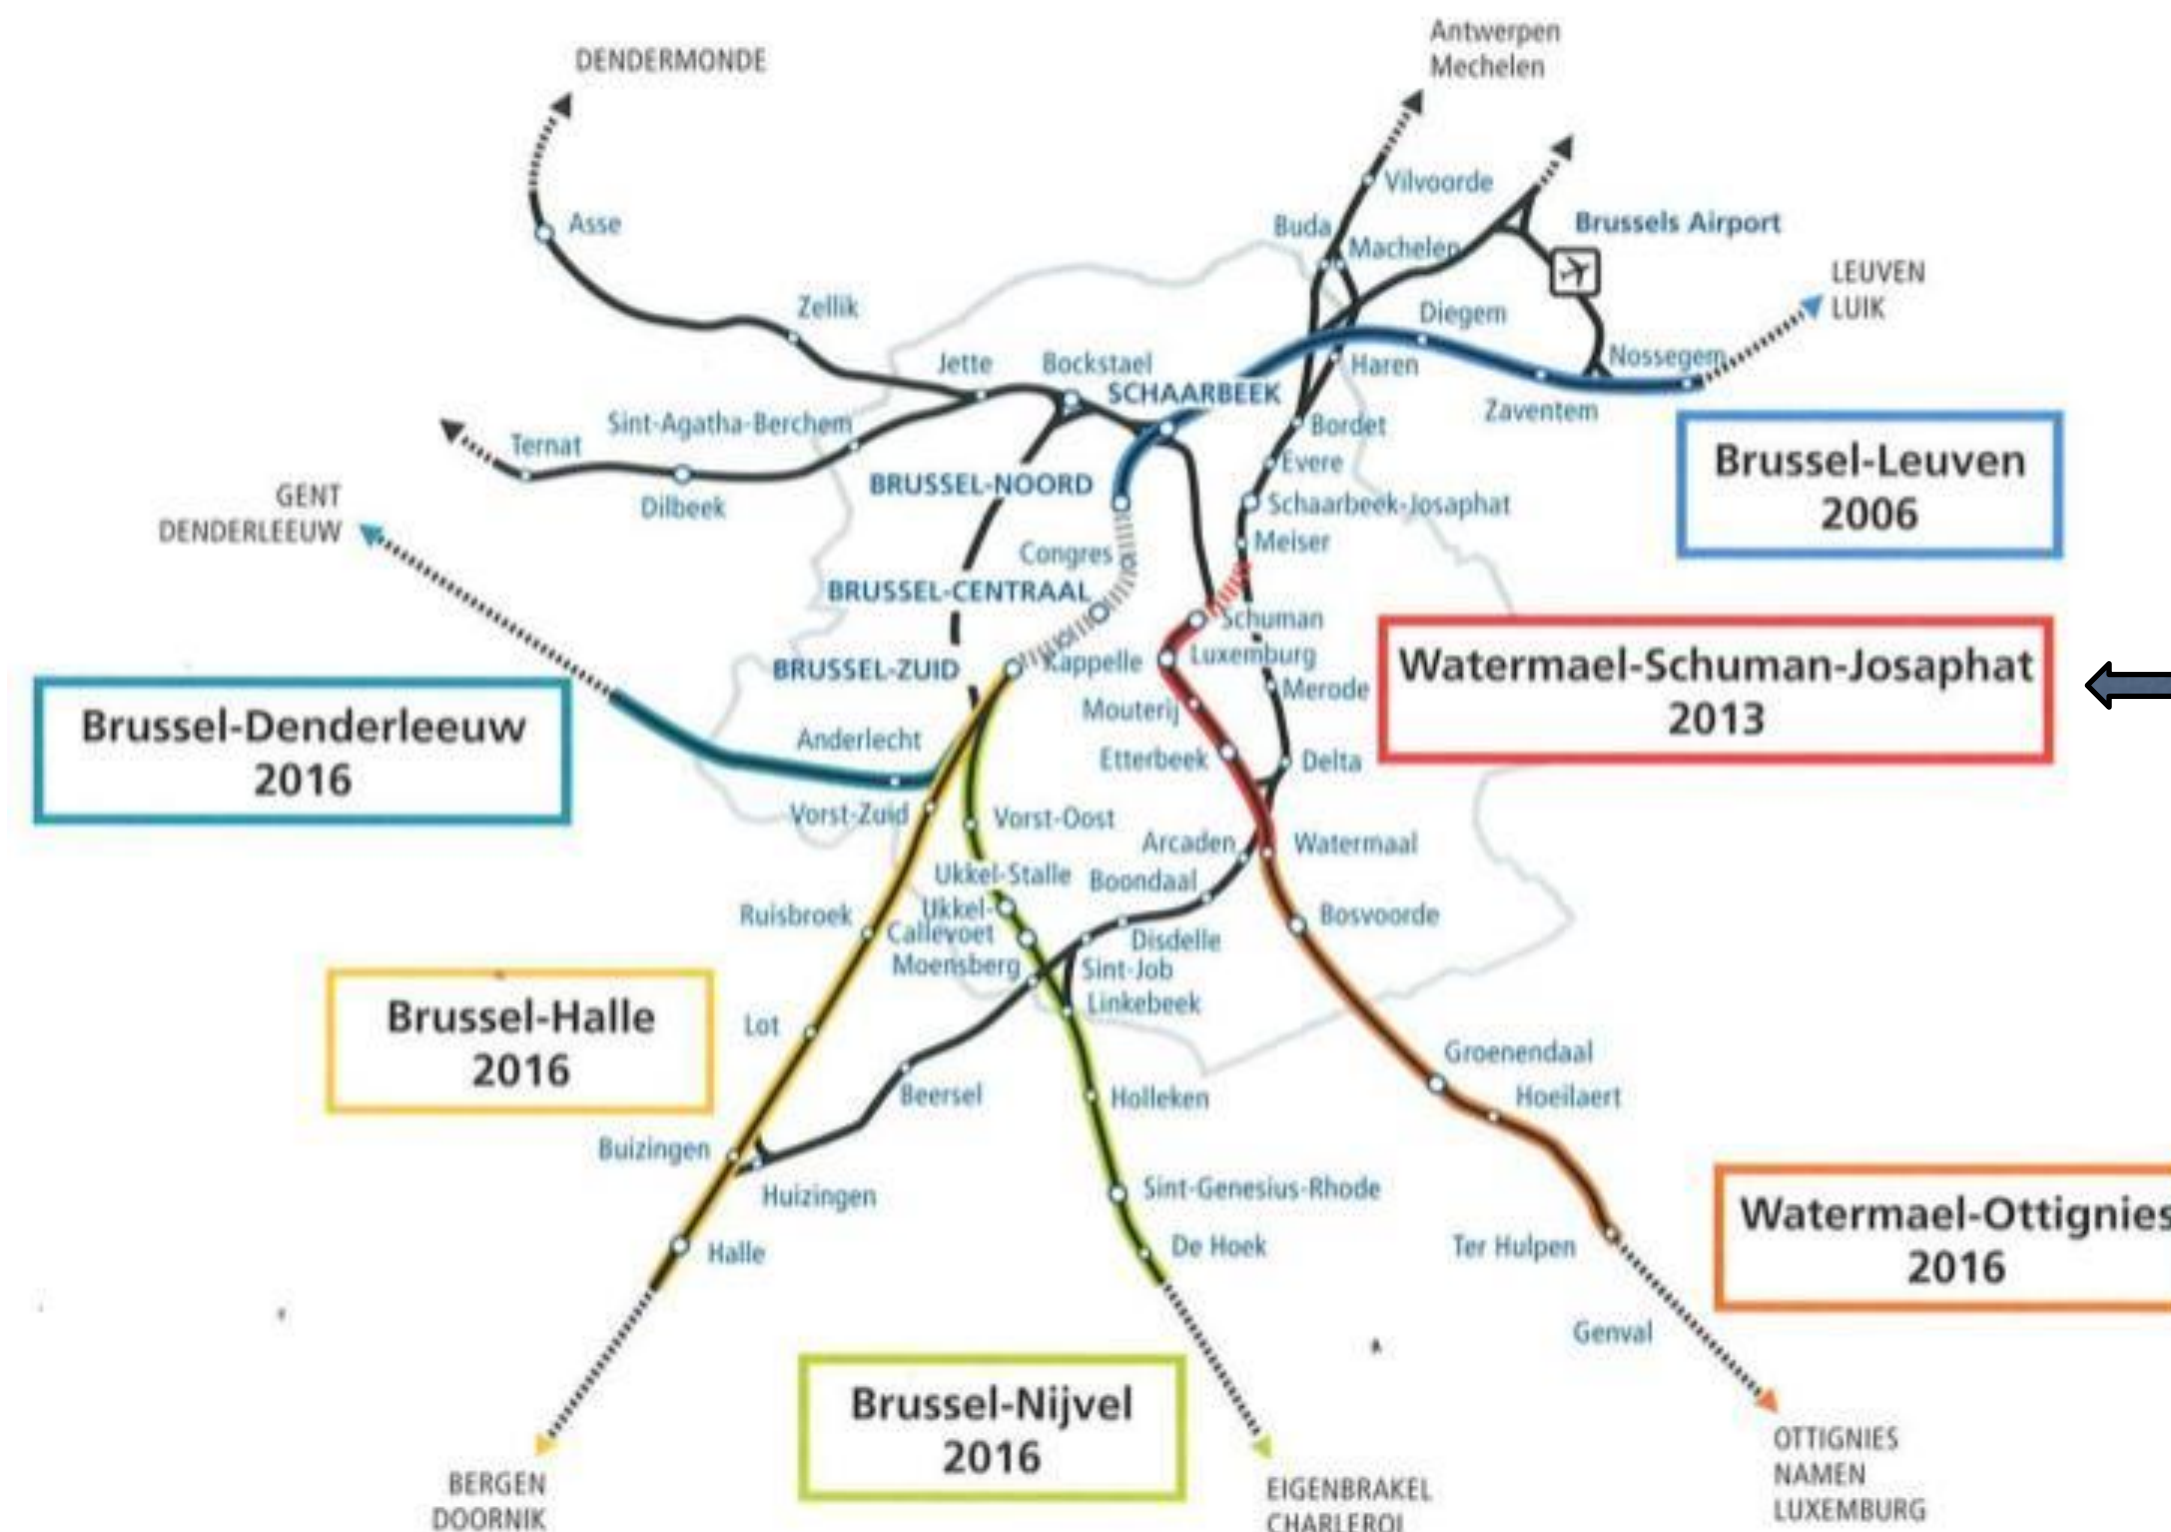 DENDERMONDE
Antwerpen
Mechelen
Vilvoorde
Asse
Buda
Brussels Airport
Machelen
LEUVEN
LUIK
Zellik
Diegem
Nossegem
Jette
Bockstael
Haren
SCHAARBEEK
Zaventem
Sint-Agatha-Berchem
Bordet
Ternat
Evere
Brussel-Leuven
2006
BRUSSEL-NOORD
GENT
DENDERLEEUW
Dilbeek
Schaarbeek-Josaphat
Meiser
Congres
BRUSSEL-CENTRAAL
Schuman
Kappelle
Luxemburg
BRUSSEL-ZUID
Watermael-Schuman-Josaphat
2013
Merode
Mouterij
Brussel-Denderleeuw
2016
Anderlecht
Etterbeek
Delta
Vorst-Zuid
Vorst-Oost
Arcaden
Watermaal
Ukkel-Stalle
Boondaal
Ruisbroek
Ukkel-
Callevoet
Bosvoorde
Disdelle
Moensberg
Sint-Job
Linkebeek
Brussel-Halle
2016
Lot
Groenendaal
Beersel
Holleken
Hoeilaert
Buizingen
Huizingen
Sint-Genesius-Rhode
Watermael-Ottignies
2016
Halle
De Hoek
Ter Hulpen
Genval
Brussel-Nijvel
2016
BERGEN
DOORNIK
EIGENBRAKEL
CHARLEROI
OTTIGNIES
NAMEN
LUXEMBURG